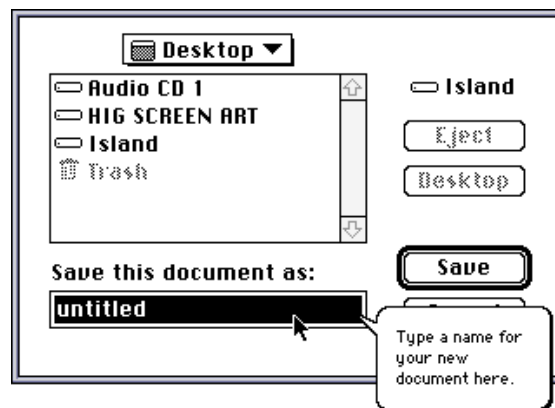 Desktop
Audio CD 1
HIG SCREEN ART
Island
Trash
Island
Eject
Desktop
Save this document as:
Save
untitled
Type a name for
your new
document here.